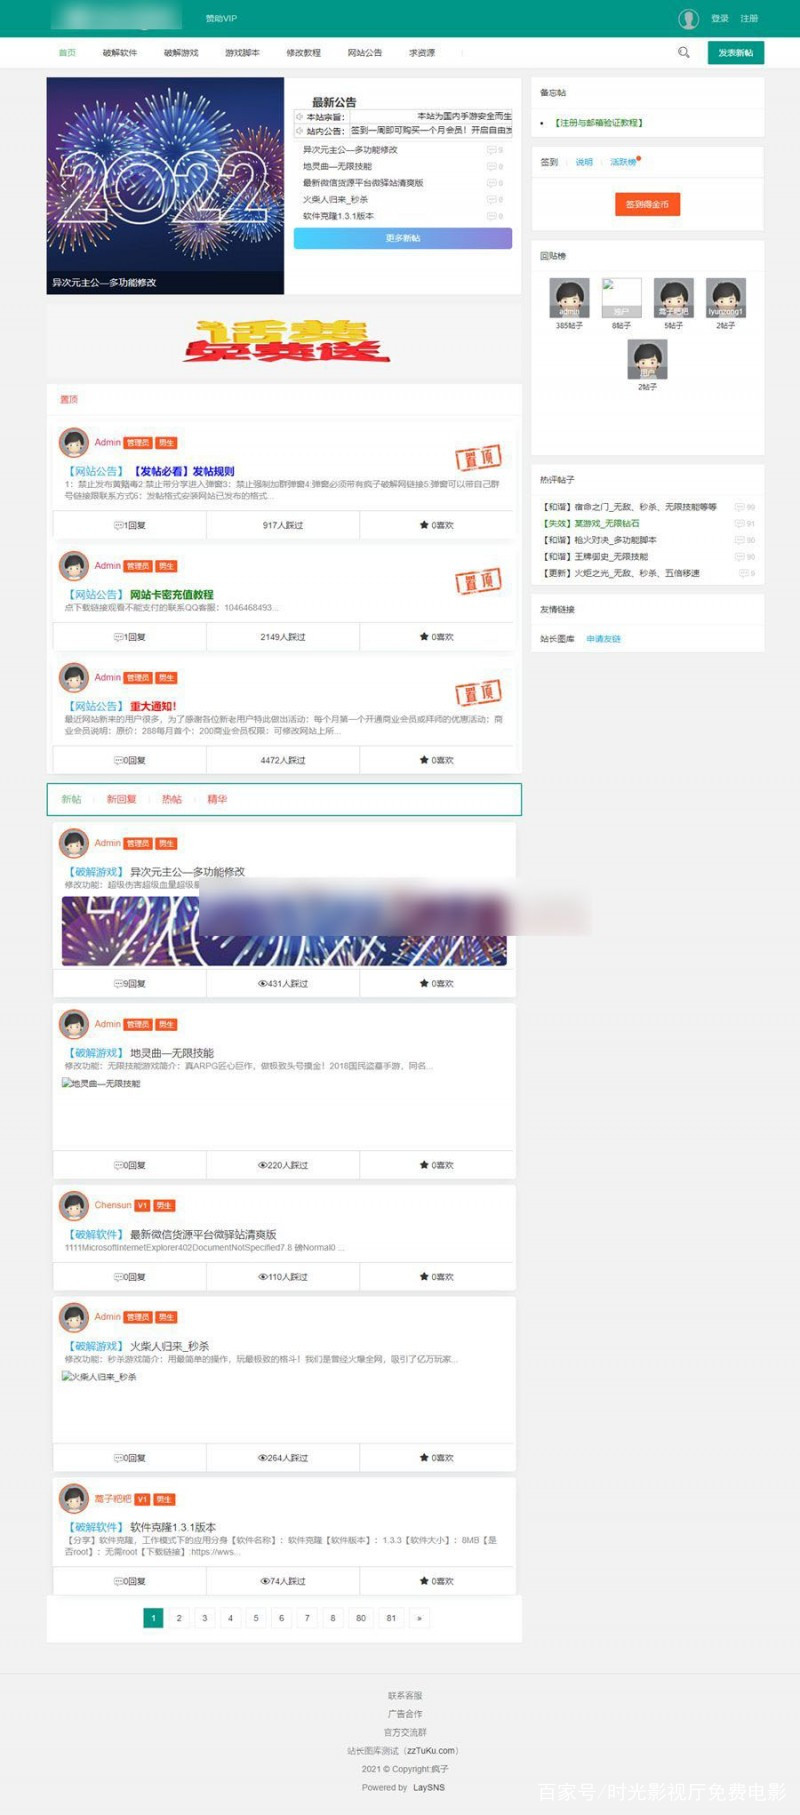 赞助VIP
登录 注册
首页 破解软件 破解游戏 游戏脚本 修改教程 网站公告 求资源
发表新帖
异次元主公—多功能修改
最新公告
本站宗旨： 本站为国内手游安全而生
站内公告： 签到一周即可购买一个月会员！开启自由发
异次元主公—多功能修改
地灵曲—无限技能
最新微信货源平台微驿站清爽版
火柴人归来_秒杀
软件克隆1.3.1版本
更多新帖
备忘帖
【注册与邮箱验证教程】
签到 说明 活跃榜
签到得金币
回贴榜
admin
385帖子
8帖子
5帖子
lyunzong1
2帖子
2帖子
热评帖子
【和谐】宿命之门_无敌、秒杀、无限技能等等 99
【失效】某游戏_无限钻石 91
【和谐】枪火对决_多功能脚本 90
【和谐】王牌御史_无限技能 90
【更新】火炬之光_无敌、秒杀、五倍移速 9
友情链接
站长图库 申请友链
话费
免费送
置顶
Admin 管理员 男生
置顶
【网站公告】 【发帖必看】发帖规则
1：禁止发布黄赌毒2.禁止带分享进入弹窗3：禁止强制加群弹窗4.弹窗必须带有疯子破解网链接5.弹窗可以带自己群
号链接跟联系方式6：发帖格式安装网站已发布的格式...
1回复 917人踩过 0喜欢
Admin 管理员 男生
置顶
【网站公告】 网站卡密充值教程
点下载链接观看不能支付的联系QQ客服：1046468493...
1回复 2149人踩过 0喜欢
Admin 管理员 男生
置顶
【网站公告】 重大通知！
最近网站新来的用户很多，为了感谢各位新老用户特此做出活动：每个月第一个开通商业会员或拜师的优惠活动：商
业会员说明：原价：288每月首个：200商业会员权限：可修改网站上所...
0回复 4472人踩过 0喜欢
新帖 新回复 热帖 精华
Admin 管理员 男生
【破解游戏】 异次元主公—多功能修改
修改功能：超级伤害超级血量超级
9回复 431人踩过 0喜欢
Admin 管理员 男生
【破解游戏】 地灵曲—无限技能
修改功能：无限技能游戏简介：真ARPG匠心巨作，做极致头号摸金！2018国民盗墓手游，同名...
地灵曲—无限技能
0回复 220人踩过 0喜欢
Chensun V1 男生
【破解软件】 最新微信货源平台微驿站清爽版
1111MicrosoftInternetExplorer402DocumentNotSpecified7.8 磅Normal0 ...
0回复 110人踩过 0喜欢
Admin 管理员 男生
【破解游戏】 火柴人归来_秒杀
修改功能：秒杀游戏简介：用最简单的操作，玩最极致的格斗！我们是曾经火爆全网，吸引了亿万玩家...
火柴人归来_秒杀
0回复 264人踩过 0喜欢
V1 男生
【破解软件】 软件克隆1.3.1版本
【分享】软件克隆，工作模式下的应用分身【软件名称】：软件克隆【软件版本】：1.3.3【软件大小】：8MB【是
否root】：无需root【下载链接】:https://wws...
0回复 74人踩过 0喜欢
1 2 3 4 5 6 7 8 80 81 »
联系客服
广告合作
官方交流群
站长图库测试（zzTuKu.com）
2021 © Copyright.疯子
Powered by LaySNS
百家号/时光影视厅免费电影